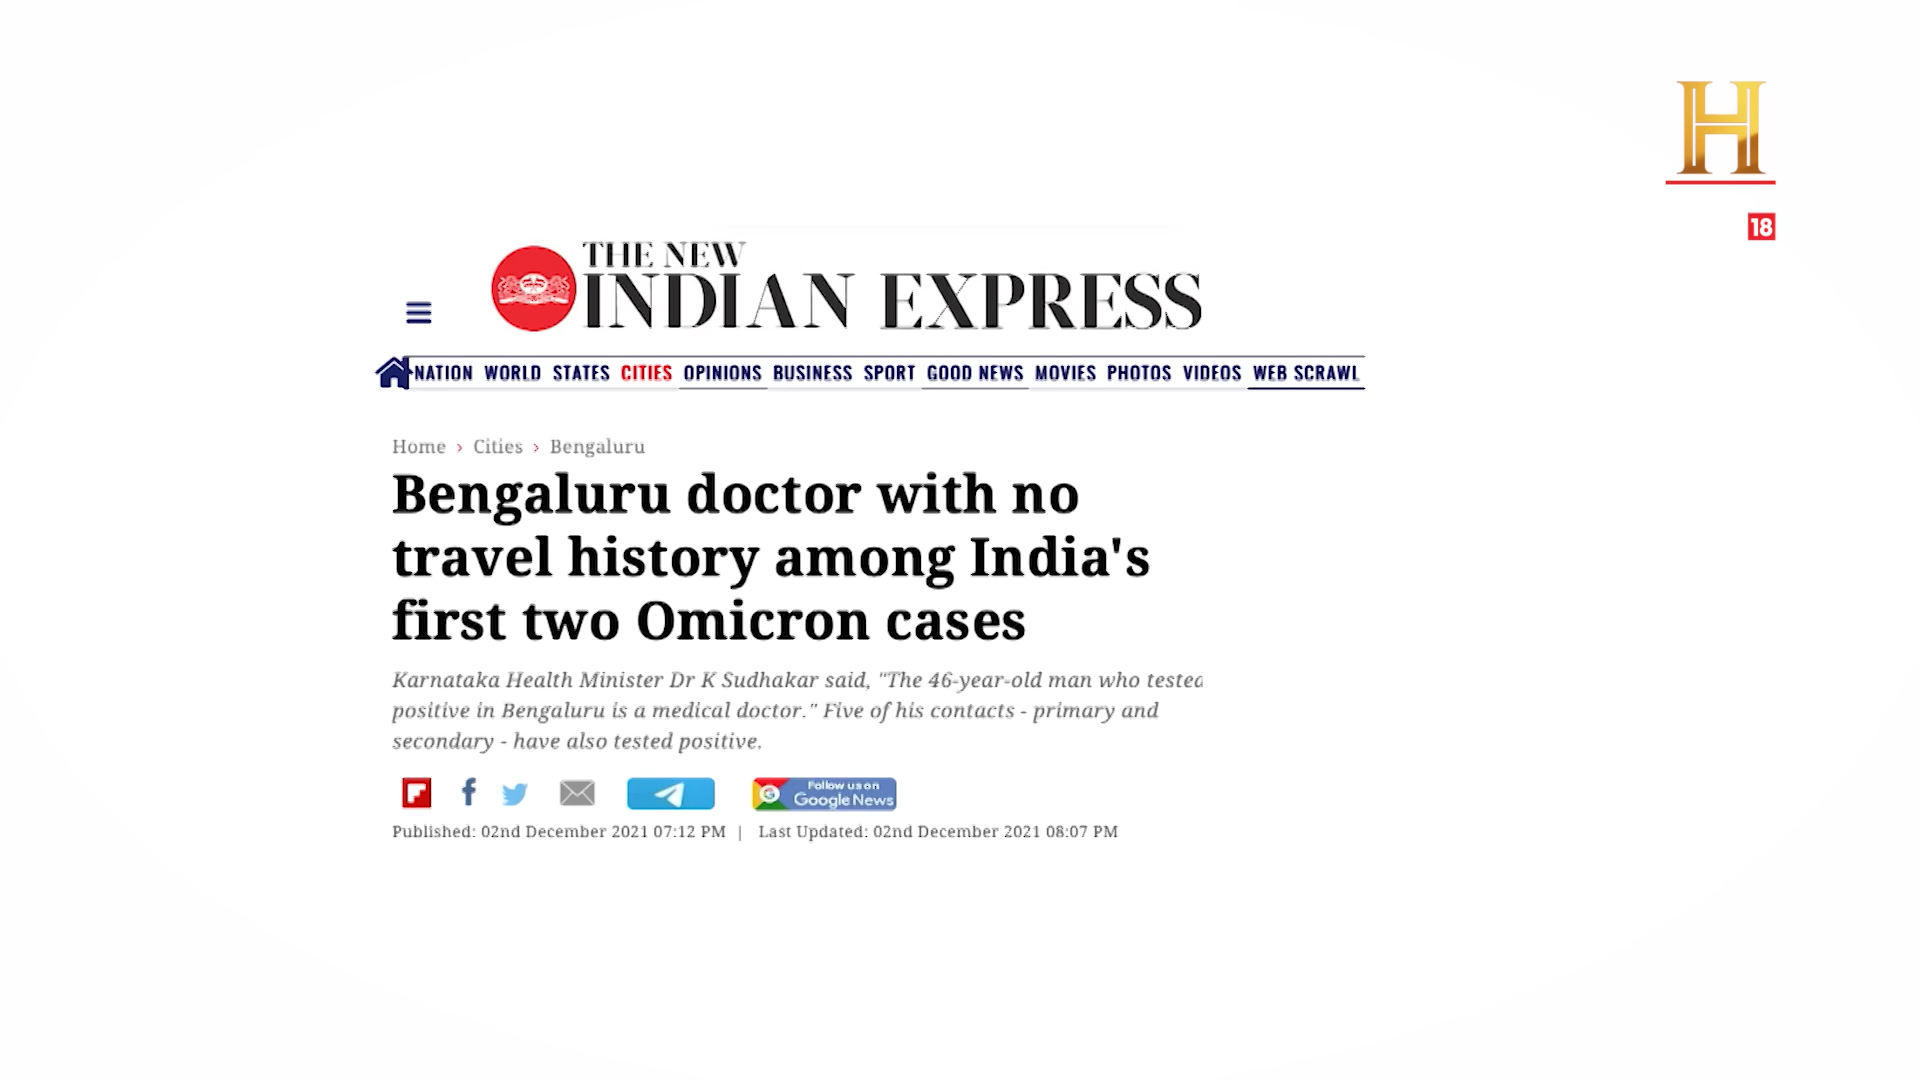 H
18
THE NEW
INDIAN EXPRESS
NATION WORLD STATES CITIES OPINIONS BUSINESS SPORT GOOD NEWS MOVIES PHOTOS VIDEOS WEB SCRAWL
Home › Cities › Bengaluru
Bengaluru doctor with no
travel history among India's
first two Omicron cases
Karnataka Health Minister Dr K Sudhakar said, "The 46-year-old man who tested
positive in Bengaluru is a medical doctor." Five of his contacts - primary and
secondary - have also tested positive.
Follow us on
Google News
Published: 02nd December 2021 07:12 PM | Last Updated: 02nd December 2021 08:07 PM